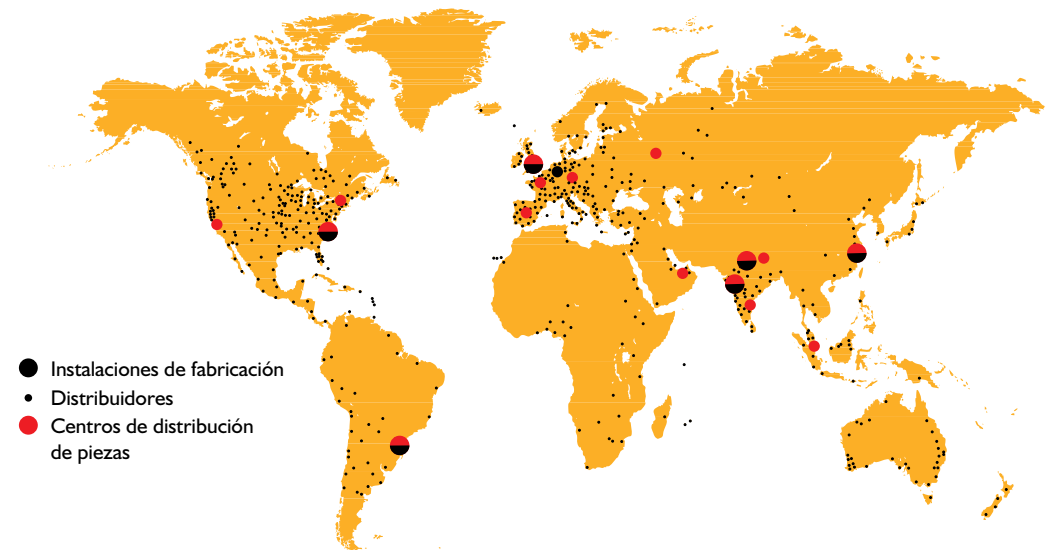 Instalaciones de fabricación
Distribuidores
Centros de distribución
de piezas